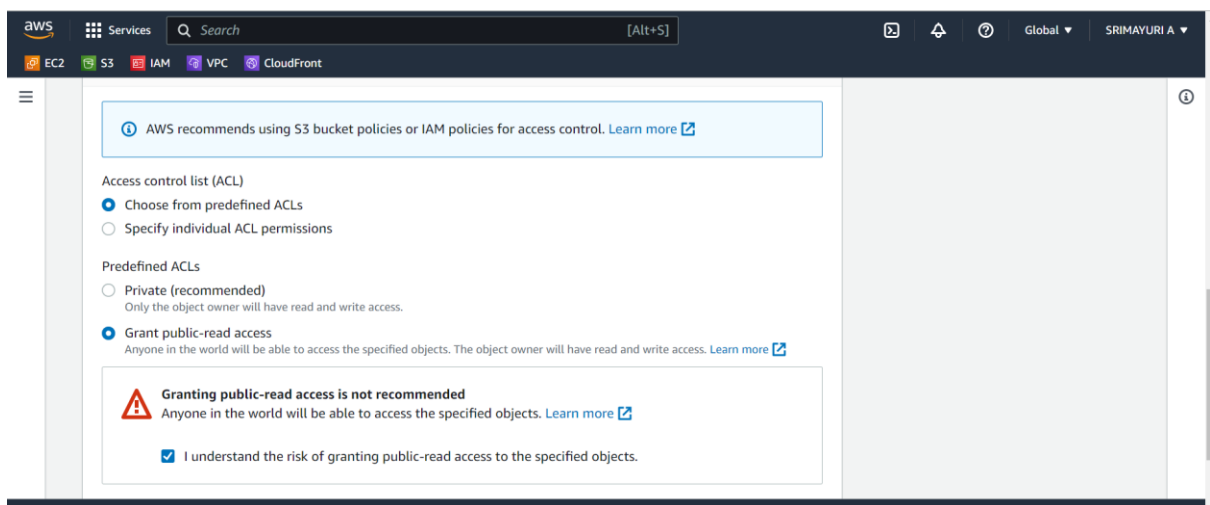 aws
Services
Search
[Alt+S]
Global
SRIMAYURI A
EC2
S3
IAM
VPC
CloudFront
AWS recommends using S3 bucket policies or IAM policies for access control. Learn more
Access control list (ACL)
Choose from predefined ACLs
Specify individual ACL permissions
Predefined ACLs
Private (recommended)
Only the object owner will have read and write access.
Grant public-read access
Anyone in the world will be able to access the specified objects. The object owner will have read and write access. Learn more
Granting public-read access is not recommended
Anyone in the world will be able to access the specified objects. Learn more
I understand the risk of granting public-read access to the specified objects.